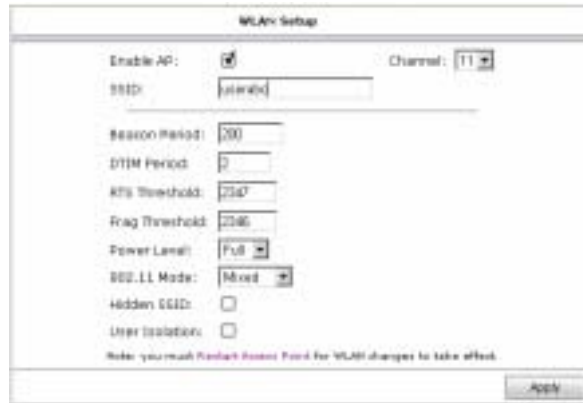 WLAN Setup
Enable AP: Channel: 11
SSID:
Beacon Period: 200
DTIM Period: 2
RTS Threshold: 2347
Frag Threshold: 2346
Power Level: Full
802.11 Mode: Mixed
Hidden SSID:
User Isolation:
Note: you must Restart Access Point for WLAN changes to take effect.
Apply